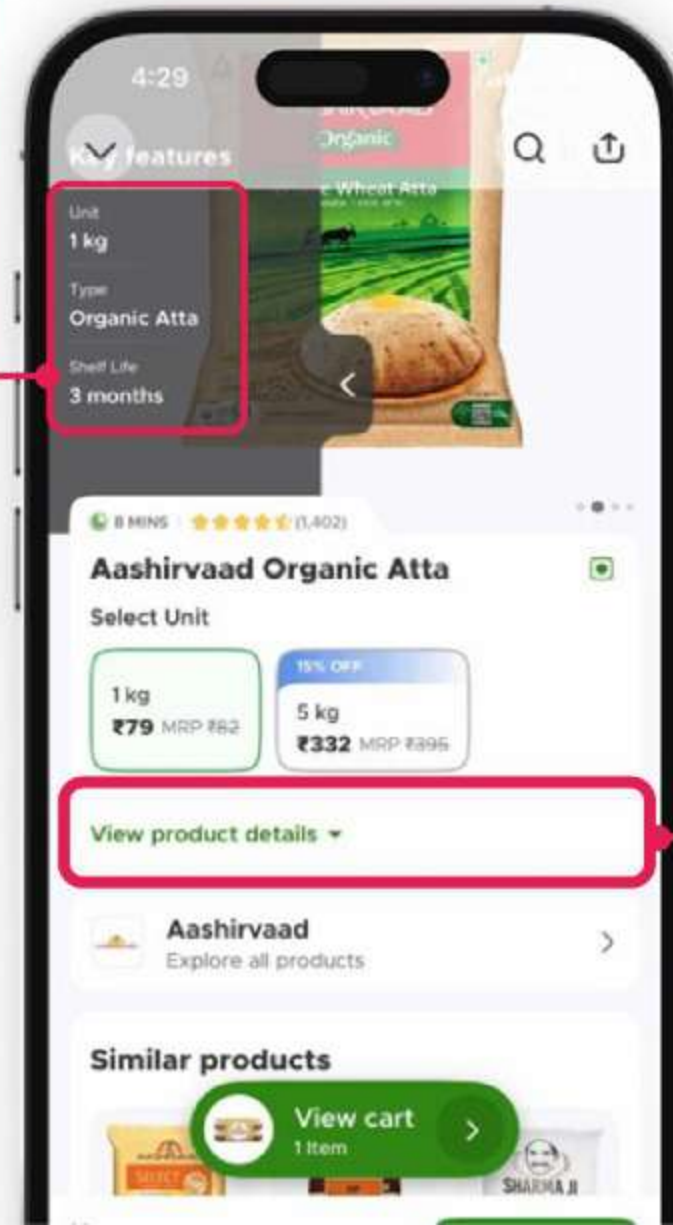 4:29
Key features
Organic
Wheat Atta
Unit
1 kg
Type
Organic Atta
Shelf Life
3 months
8 MINS
(1,402)
Aashirvaad Organic Atta
Select Unit
1 kg
₹79 MRP ₹82
15% OFF
5 kg
₹332 MRP ₹395
View product details
Aashirvaad
Explore all products
Similar products
View cart
1 Item
SELECT
SHARMA JI